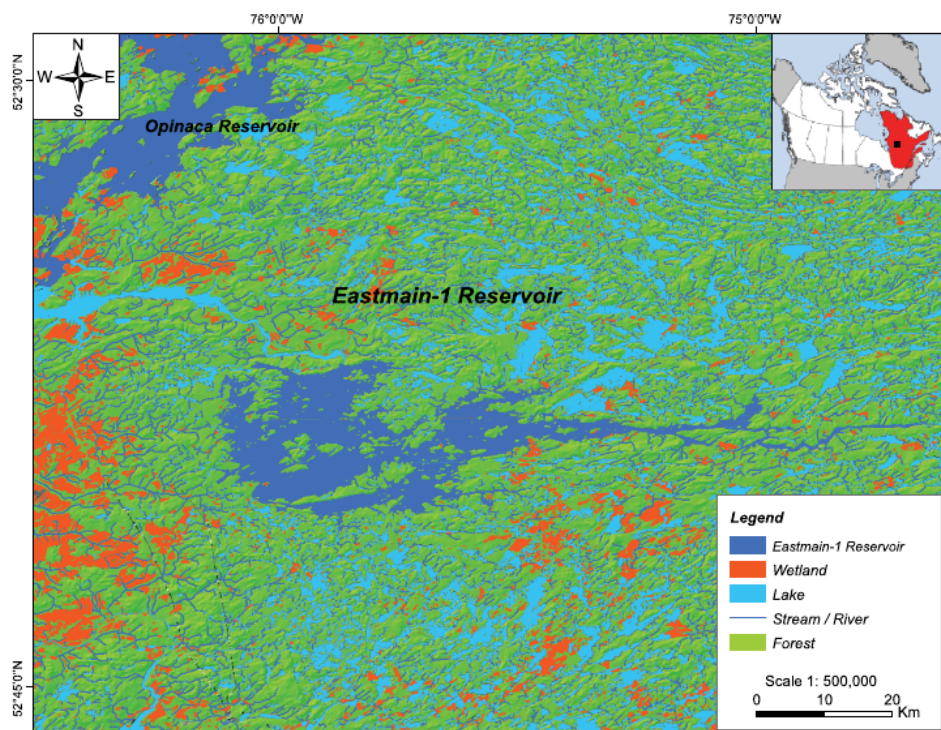 76°0'0"W 75°0'0"W
N
W E
S
52°30'0"N
Opinaca Reservoir
Eastmain-1 Reservoir
Legend
Eastmain-1 Reservoir
Wetland
Lake
Stream / River
Forest
Scale 1: 500,000
0 10 20
Km
52°45'0"N